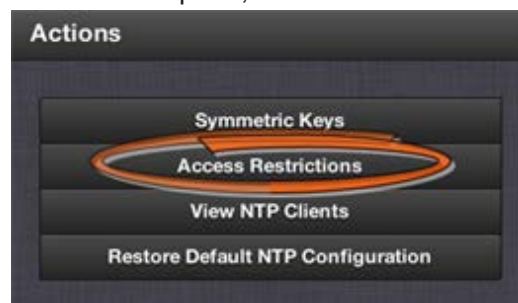 Actions
Symmetric Keys
Access Restrictions
View NTP Clients
Restore Default NTP Configuration